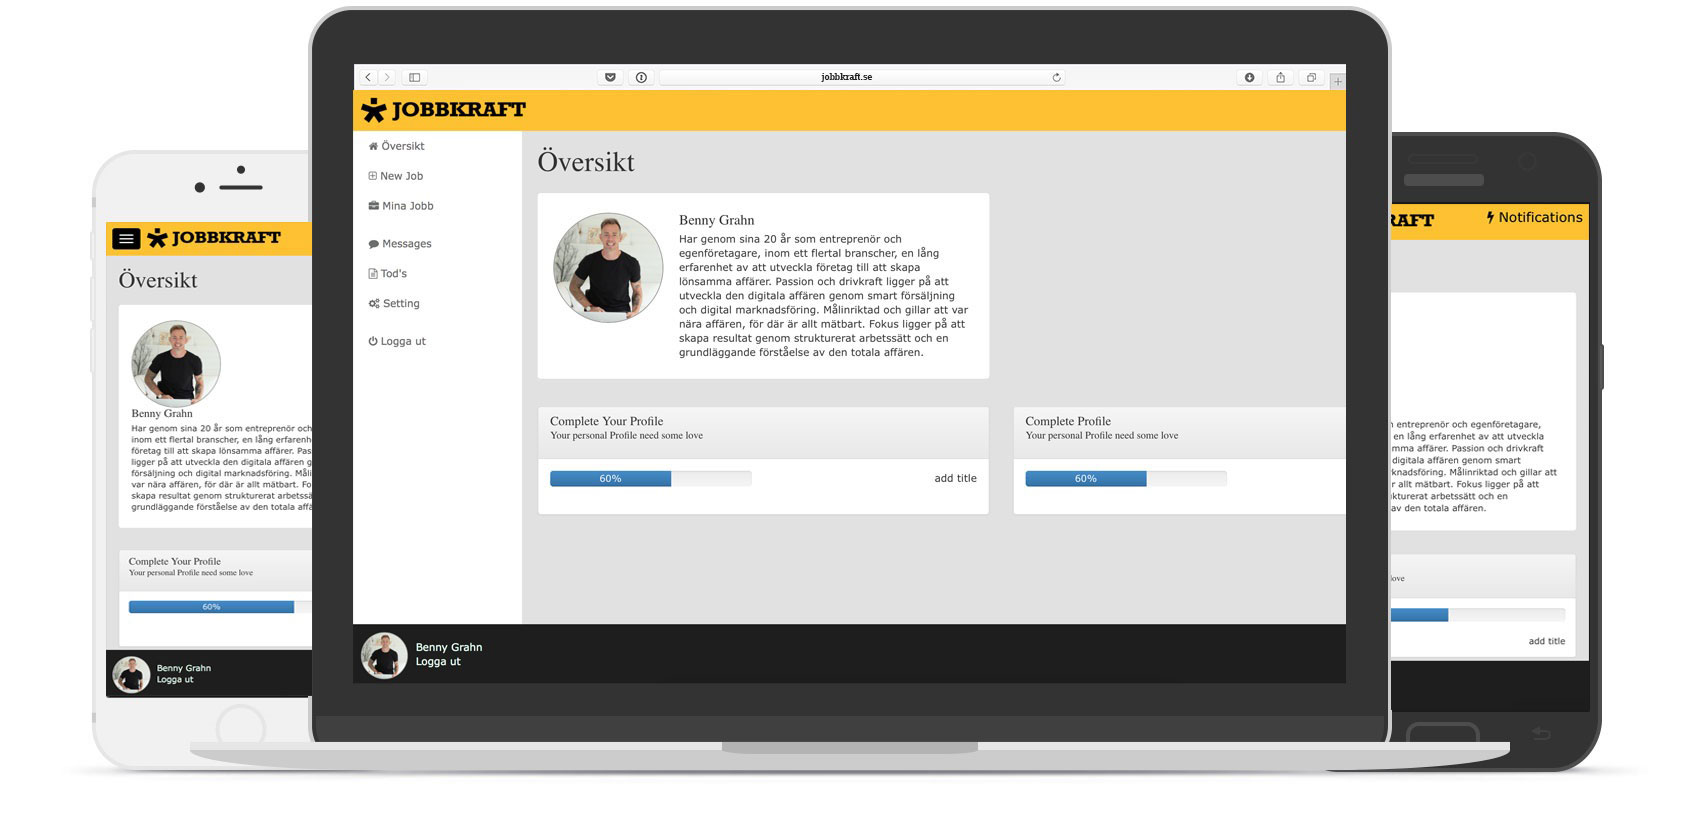 jobbkraft.se
JOBBKRAFT
Översikt
New Job
Mina Jobb
Messages
Tod's
Setting
Logga ut
Översikt
Benny Grahn
Har genom sina 20 år som entreprenör och
egenföretagare, inom ett flertal branscher, en lång
erfarenhet av att utveckla företag till att skapa
lönsamma affärer. Passion och drivkraft ligger på att
utveckla den digitala affären genom smart försäljning
och digital marknadsföring. Målinriktad och gillar att var
nära affären, för där är allt mätbart. Fokus ligger på att
skapa resultat genom strukturerat arbetssätt och en
grundläggande förståelse av den totala affären.
Complete Your Profile
Your personal Profile need some love
60%
add title
Complete Profile
Your personal Profile need some love
60%
Benny Grahn
Logga ut
JOBBKRAFT
Översikt
Benny Grahn
Har genom sina 20 år som entreprenör och
inom ett flertal branscher, en lång erfarenh
företag till att skapa lönsamma affärer. Pas
ligger på att utveckla den digitala affären g
försäljning och digital marknadsföring. Måli
var nära affären, för där är allt mätbart. Fo
skapa resultat genom strukturerat arbetssä
grundläggande förståelse av den totala affä
Complete Your Profile
Your personal Profile need some love
60%
Benny Grahn
Logga ut
RAFT
Notifications
entreprenör och egenföretagare,
en lång erfarenhet av att utveckla
mma affärer. Passion och drivkraft
digitala affären genom smart
knadsföring. Målinriktad och gillar att
r allt mätbart. Fokus ligger på att
ukturerat arbetssätt och en
av den totala affären.
love
add title